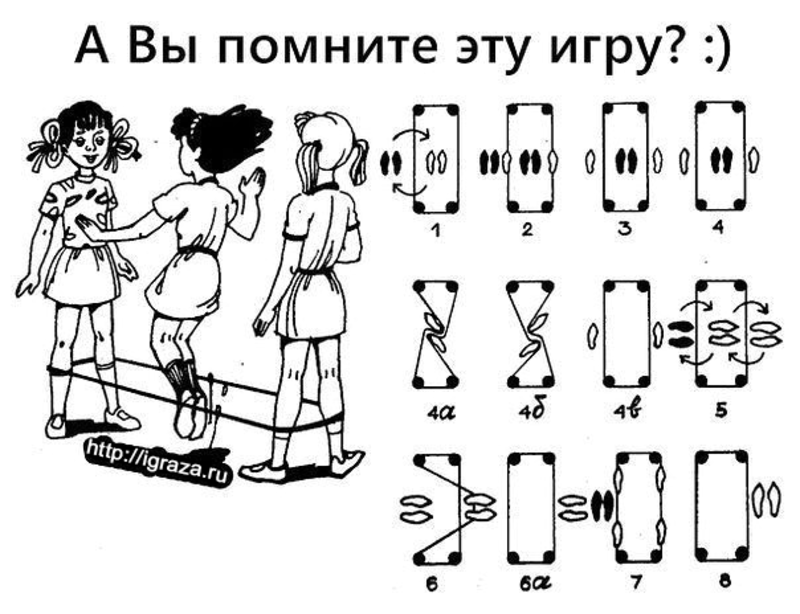 А Вы помните эту игру? :)
1 2 3 4
4а 4б 4в 5
http://igraza.ru
6 6а 7 8